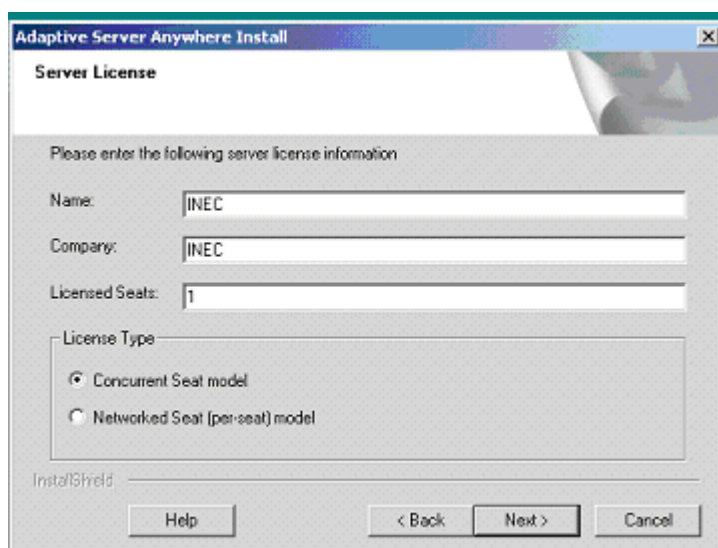 Adaptive Server Anywhere Install
Server License
Please enter the following server license information
Name: INEC
Company: INEC
Licensed Seats: 1
License Type
Concurrent Seat model
Networked Seat (per-seat) model
InstallShield
Help < Back Next > Cancel